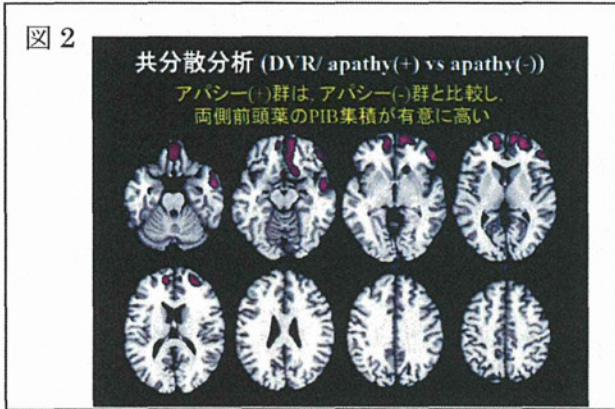 図 2
共分散分析 (DVR/ apathy(+) vs apathy(-))
アパシー(+)群は, アパシー(-)群と比較し,
両側前頭葉のPIB集積が有意に高い